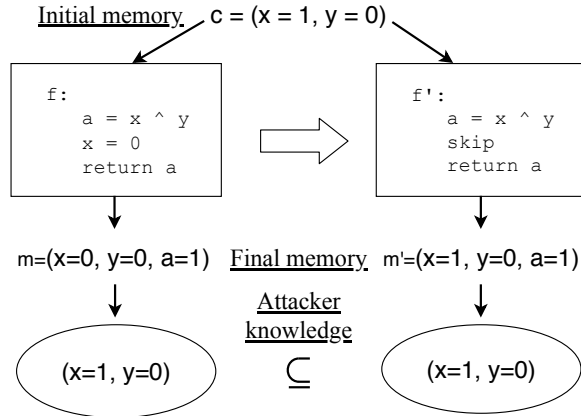 Initial memory c = (x = 1, y = 0)
f:
a = x ^ y
x = 0
return a
f':
a = x ^ y
skip
return a
m=(x=0, y=0, a=1) Final memory m'=(x=1, y=0, a=1)
Attacker
knowledge
(x=1, y=0) ⊆ (x=1, y=0)